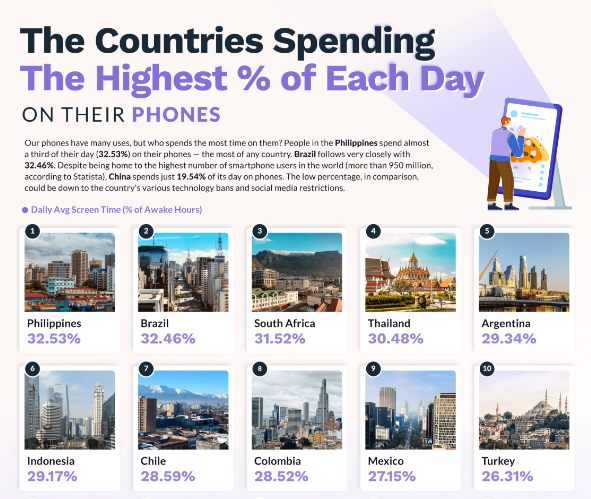 The Countries Spending
The Highest % of Each Day
ON THEIR PHONES
Our phones have many uses, but who spends the most time on them? People in the Philippines spend almost
a third of their day (32.53%) on their phones — the most of any country. Brazil follows very closely with
32.46%. Despite being home to the highest number of smartphone users in the world (more than 950 million,
according to Statista), China spends just 19.54% of its day on phones. The low percentage, in comparison,
could be down to the country's various technology bans and social media restrictions.
Daily Avg Screen Time (% of Awake Hours)
1
2
3
4
5
Philippines
Brazil
South Africa
Thailand
Argentina
32.53%
32.46%
31.52%
30.48%
29.34%
6
7
8
9
10
Indonesia
Chile
Colombia
Mexico
Turkey
29.17%
28.59%
28.52%
27.15%
26.31%